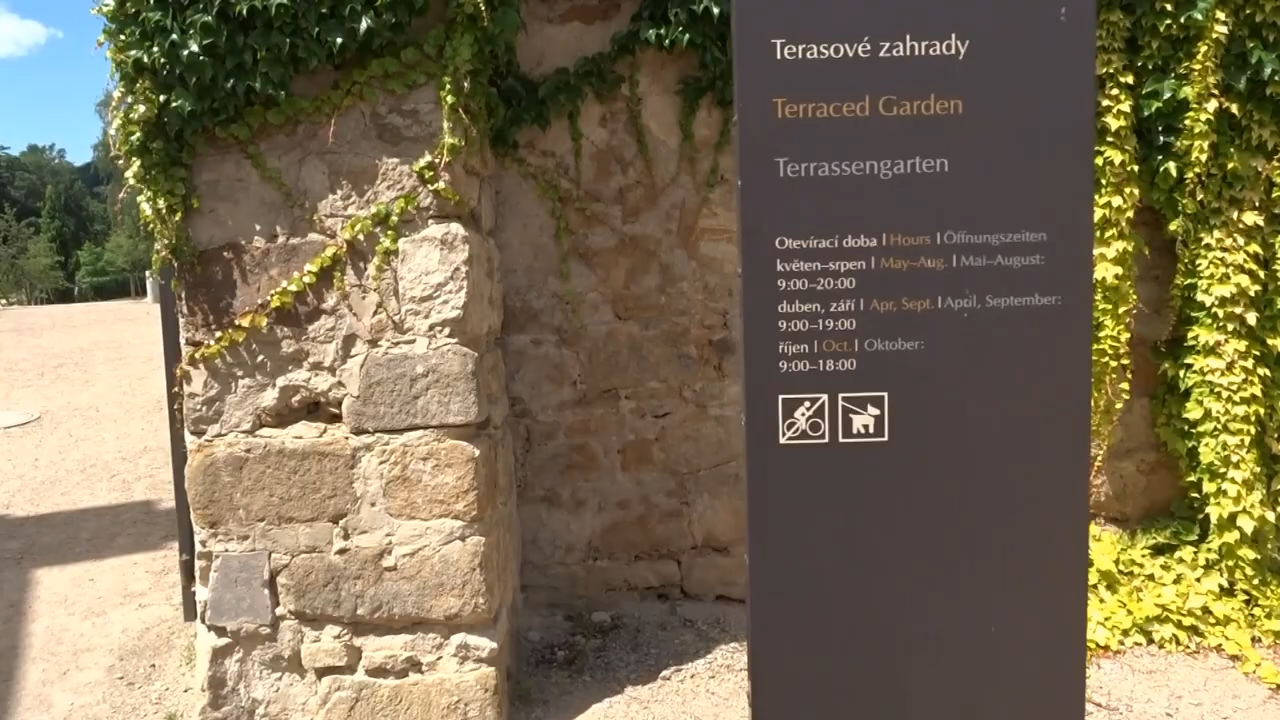 Terasové zahrady
Terraced Garden
Terrassengarten
Otevírací doba | Hours | Öffnungszeiten
květen–srpen | May–Aug. | Mai–August:
9:00–20:00
duben, září | Apr, Sept. | April, September:
9:00–19:00
říjen | Oct. | Oktober:
9:00–18:00